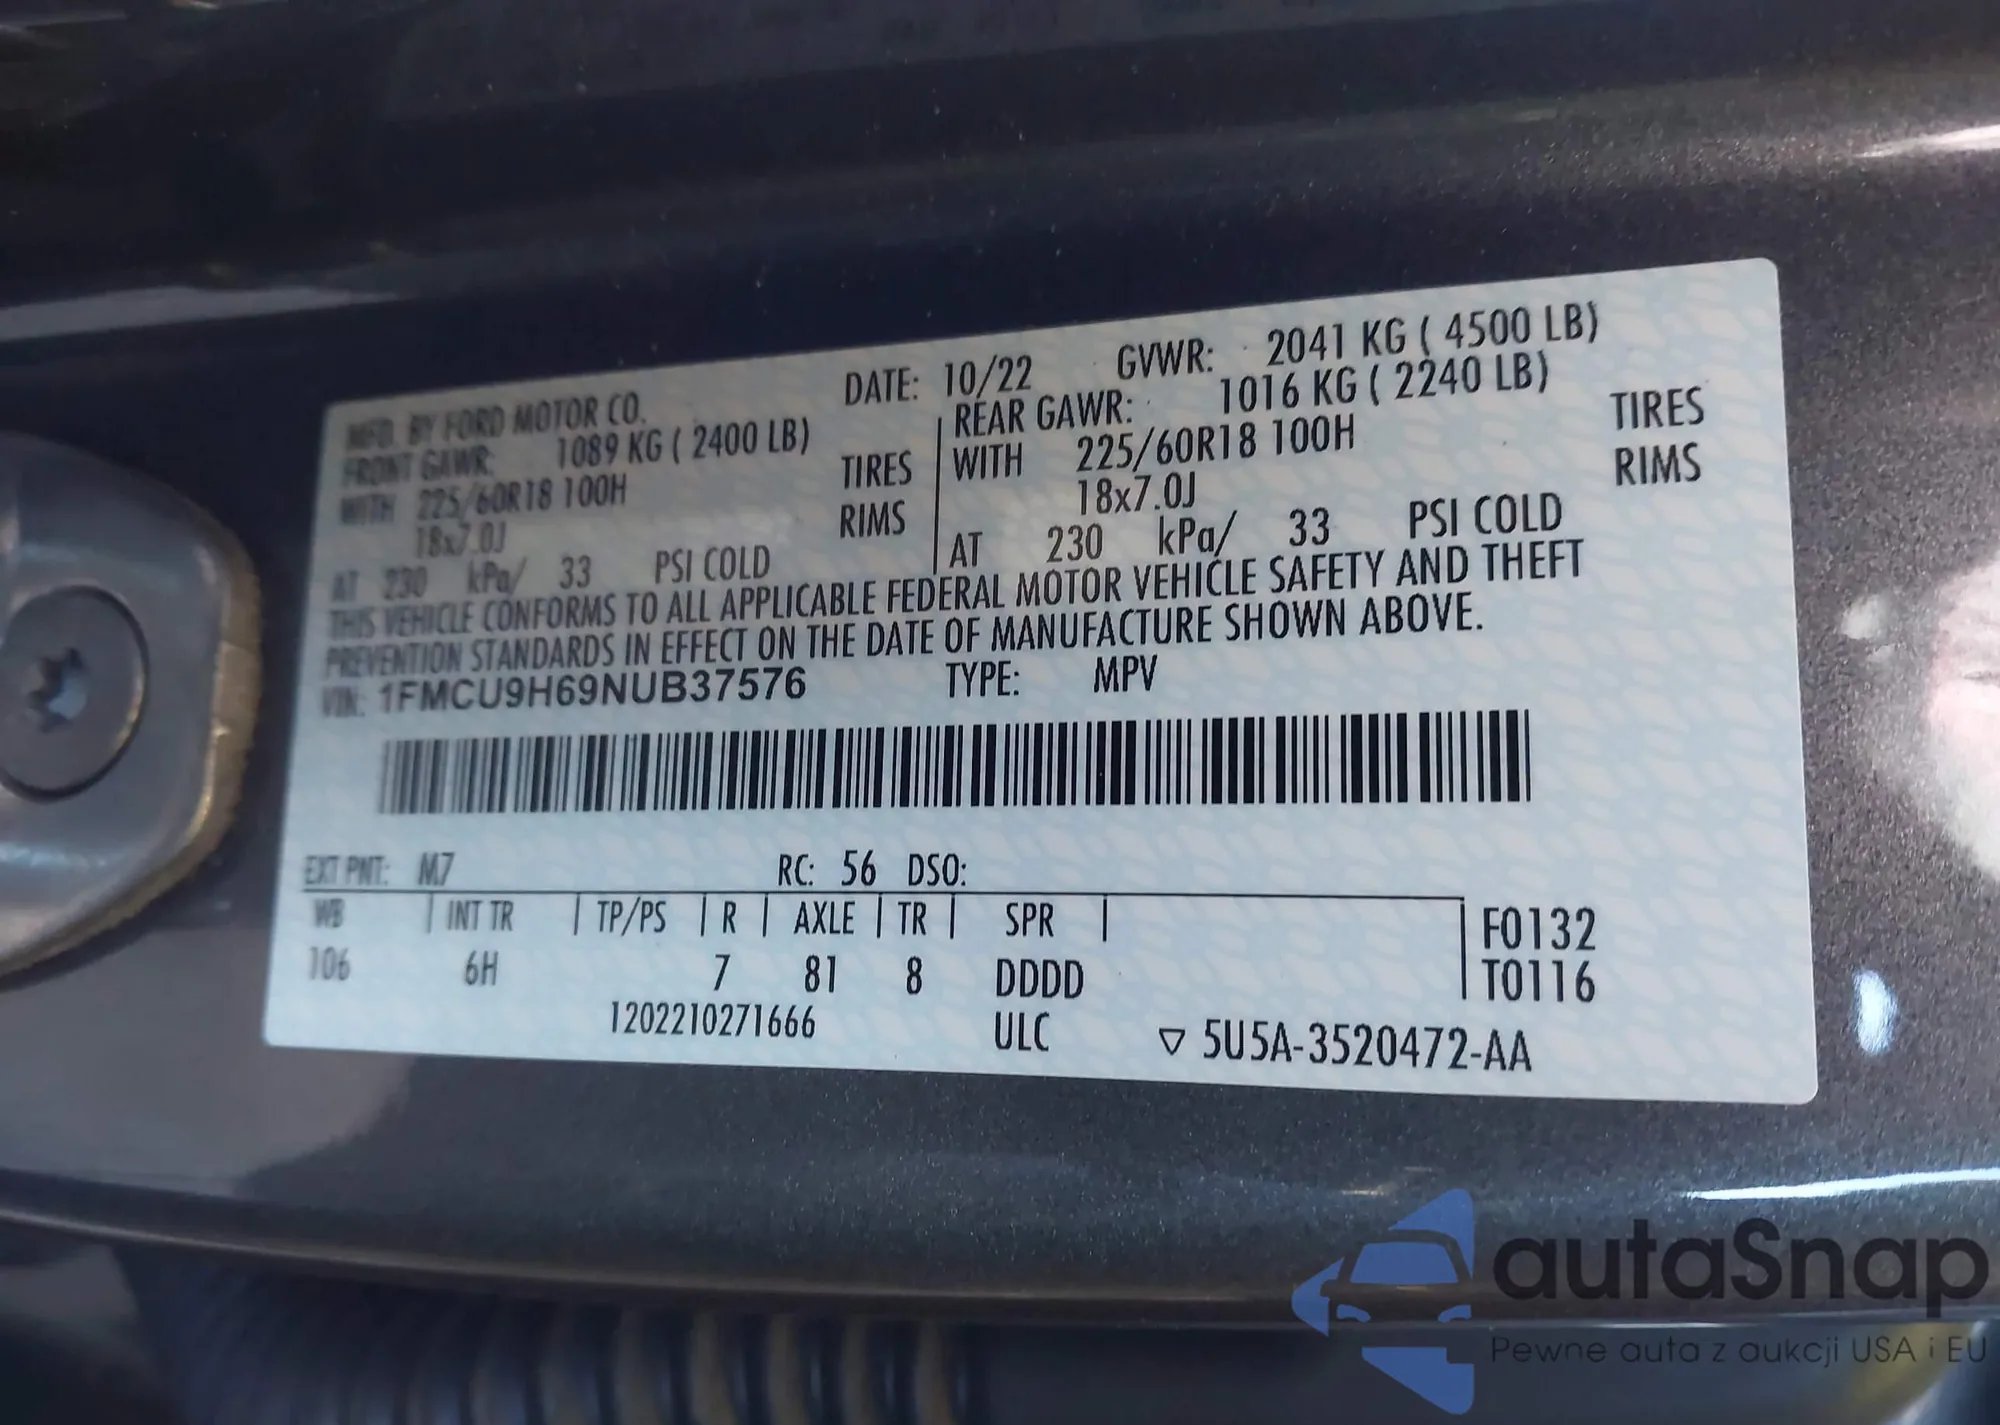 MFD. BY FORD MOTOR CO. DATE: 10/22 GVWR: 2041 KG ( 4500 LB)
FRONT GAWR: 1089 KG ( 2400 LB) REAR GAWR: 1016 KG ( 2240 LB)
WITH 225/60R18 100H TIRES WITH 225/60R18 100H TIRES
18x7.0J RIMS 18x7.0J RIMS
AT 230 kPa/ 33 PSI COLD AT 230 kPa/ 33 PSI COLD
THIS VEHICLE CONFORMS TO ALL APPLICABLE FEDERAL MOTOR VEHICLE SAFETY AND THEFT
PREVENTION STANDARDS IN EFFECT ON THE DATE OF MANUFACTURE SHOWN ABOVE.
VIN: 1FMCU9H69NUB37576 TYPE: MPV
EXT PNT: M7 RC: 56 DSO:
WB INT TR TP/PS R AXLE TR SPR F0132
106 6H 7 81 8 DDDD T0116
1202210271666 ULC ▽ 5U5A-3520472-AA
autaSnap
Pewne auta z aukcji USA i EU